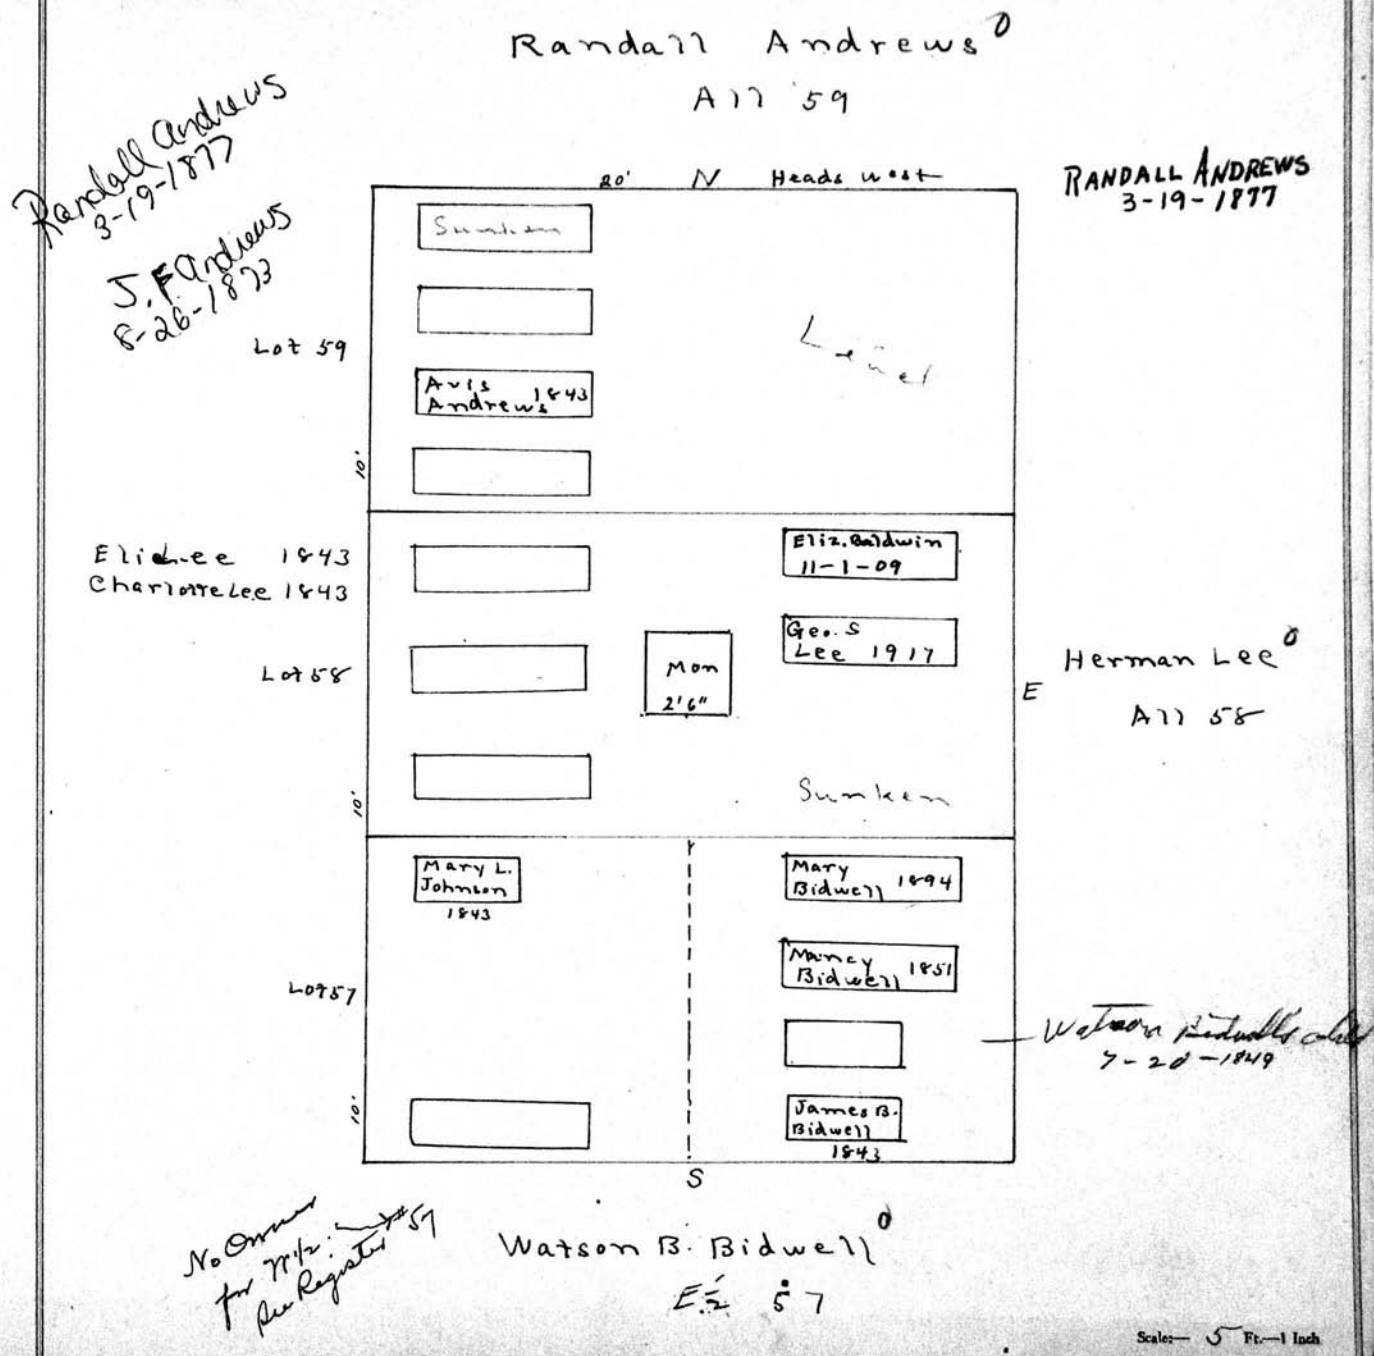 Randall Andrews
All 59
Randall Andrews
3-19-1877
RANDALL ANDREWS
3-19-1877
20' N Heads west
Sunken
J. F. Andrews
8-26-1873
Lot 59
Level
Avis 1843
Andrews
10'
Eliz. Baldwin
11-1-09
Eli Lee 1843
Charlotte Lee 1843
Geo. S
Lee 1917
Lot 58
Mon
2'6"
E
Herman Lee
All 58
Sunken
10'
Mary L.
Johnson
1843
Mary
Bidwell 1894
Nancy
Bidwell 1851
Lot 57
Watson Bidwell's
7-20-1849
10'
James B.
Bidwell
1843
S
No Owner
for W½. #57
See Register
Watson B. Bidwell
E.½ 57
Scale:— 5 Ft.—1 Inch